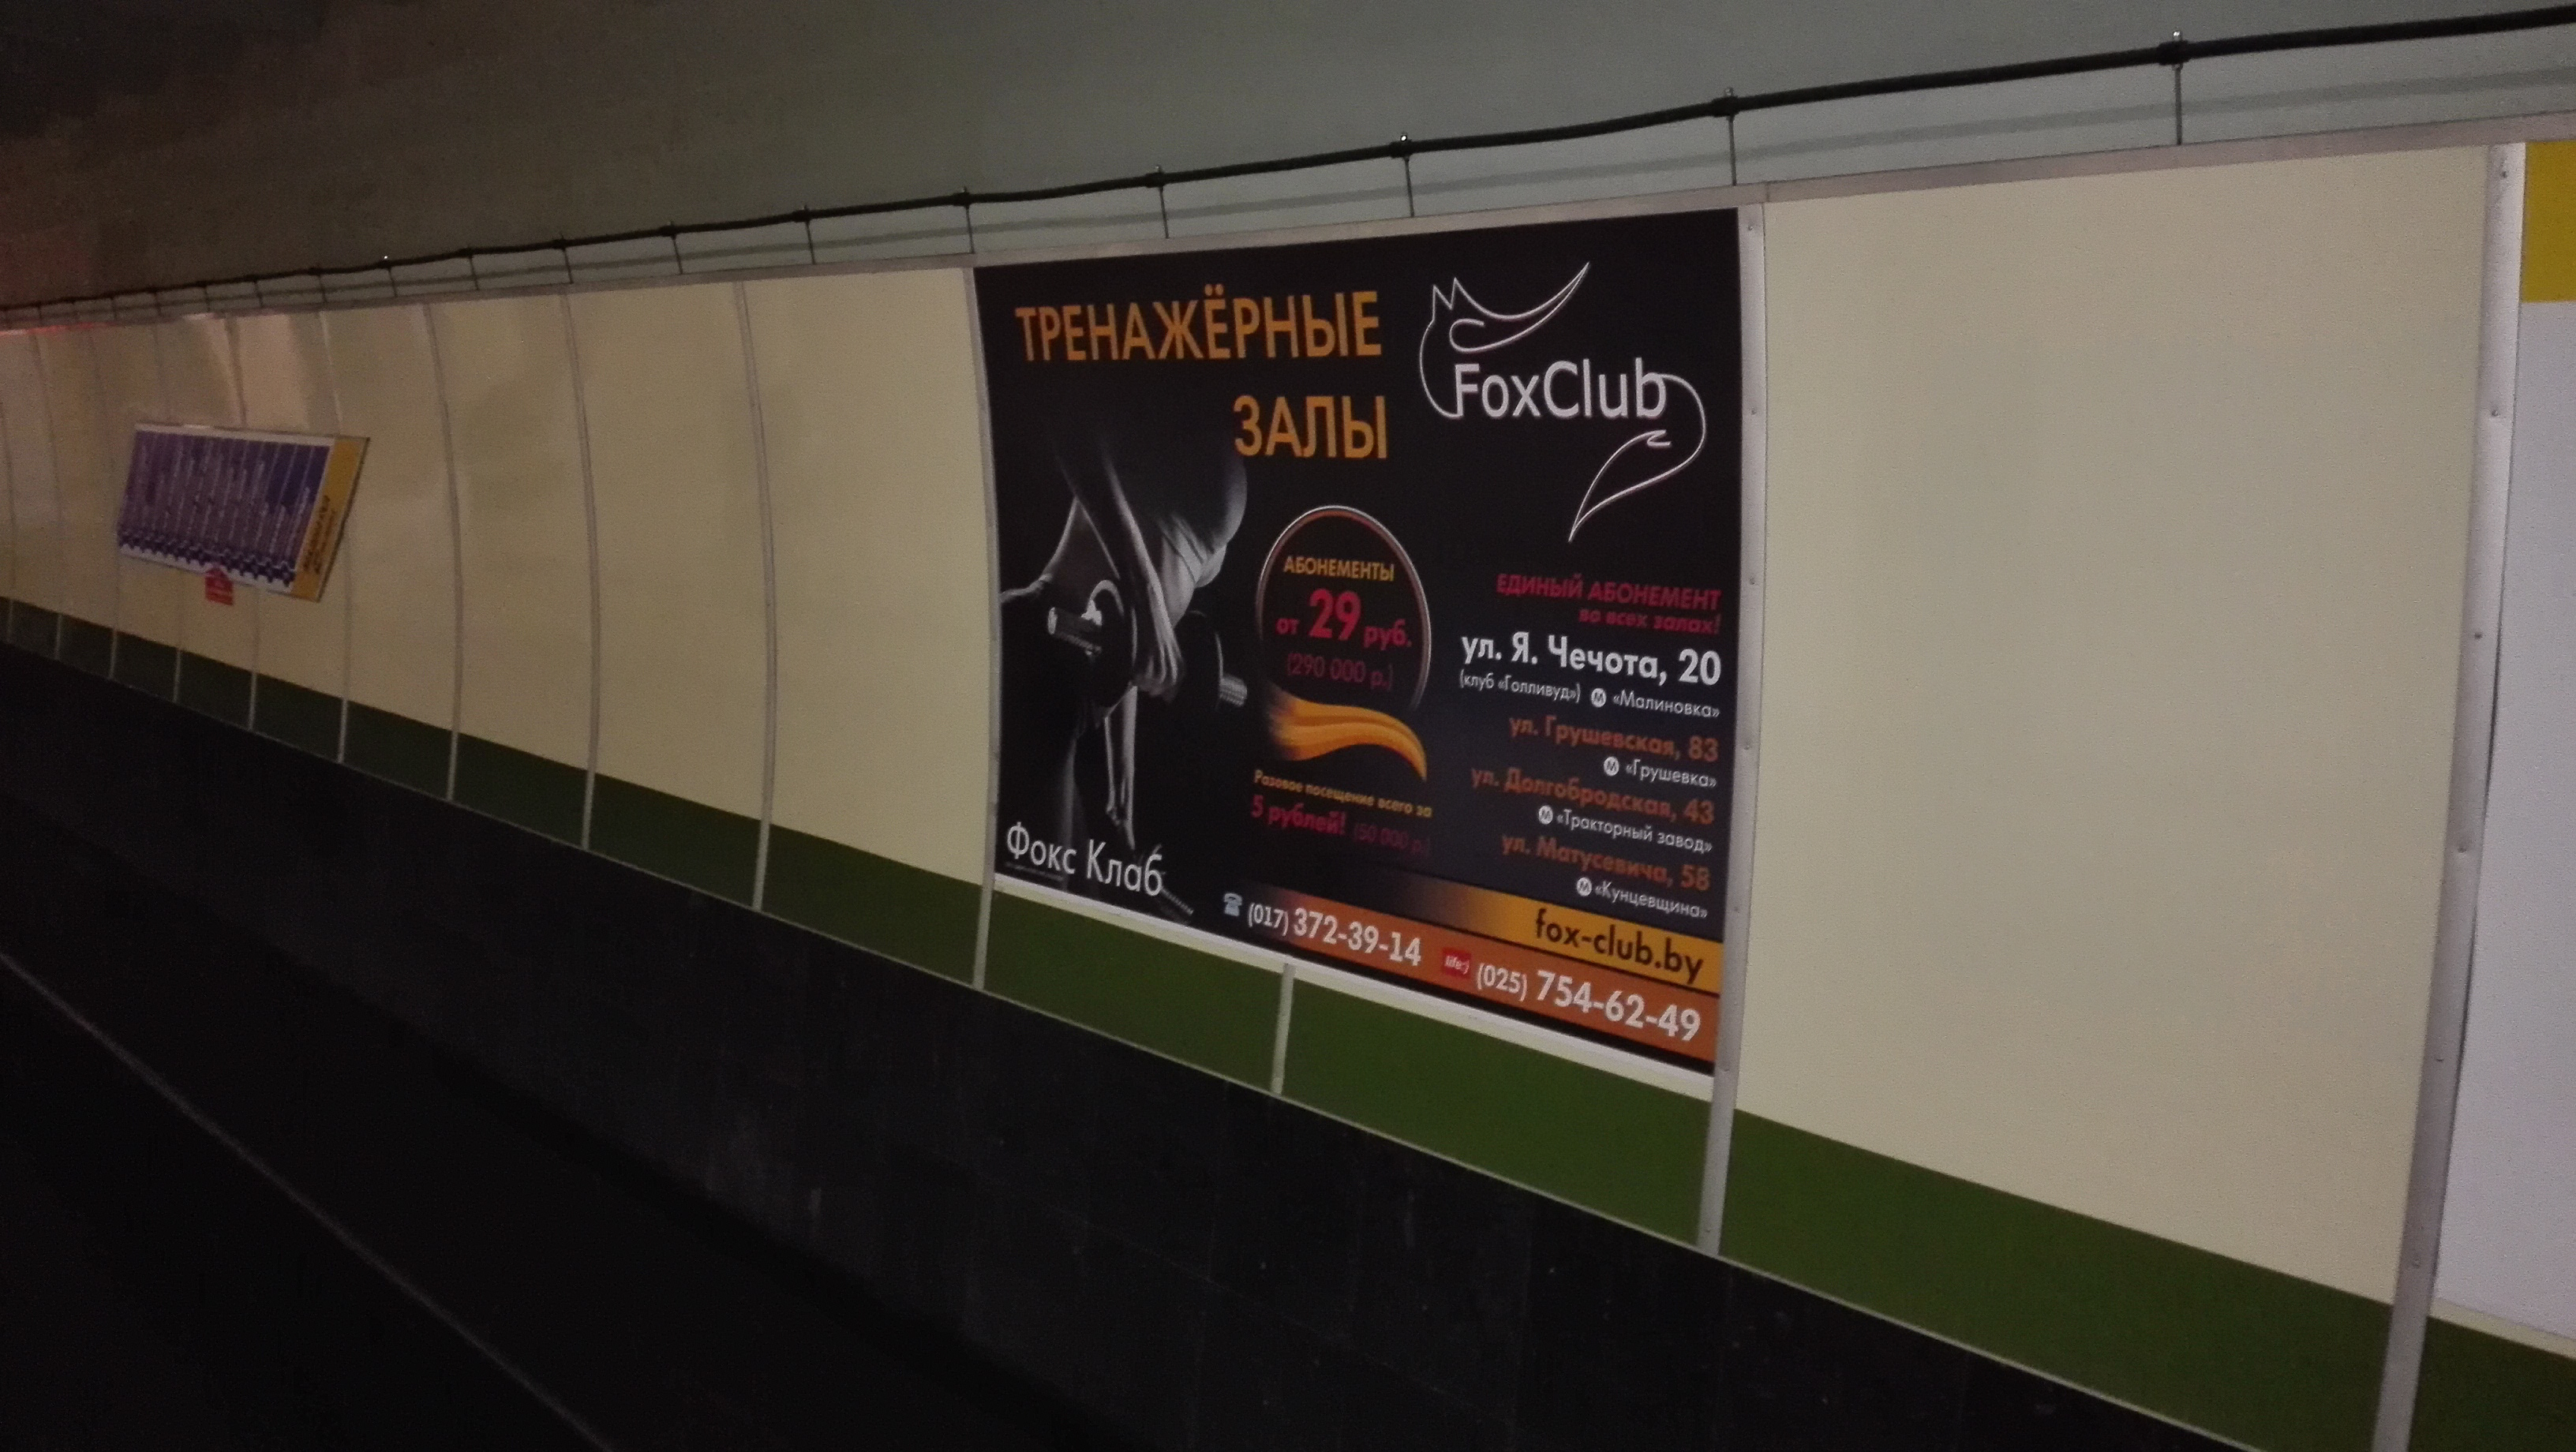 ТРЕНАЖЁРНЫЕ
ЗАЛЫ
FoxClub
АБОНЕМЕНТЫ
от 29 руб.
(290 000 р.)
Разовое посещение всего за
5 рублей! (50 000 р.)
ЕДИНЫЙ АБОНЕМЕНТ
во всех залах!
ул. Я. Чечота, 20
(клуб «Голливуд») М «Малиновка»
ул. Грушевская, 83
М «Грушевка»
ул. Долгобродская, 43
М «Тракторный завод»
ул. Матусевича, 58
М «Кунцевщина»
Фокс Клаб
fox-club.by
(017) 372-39-14 life:) (025) 754-62-49